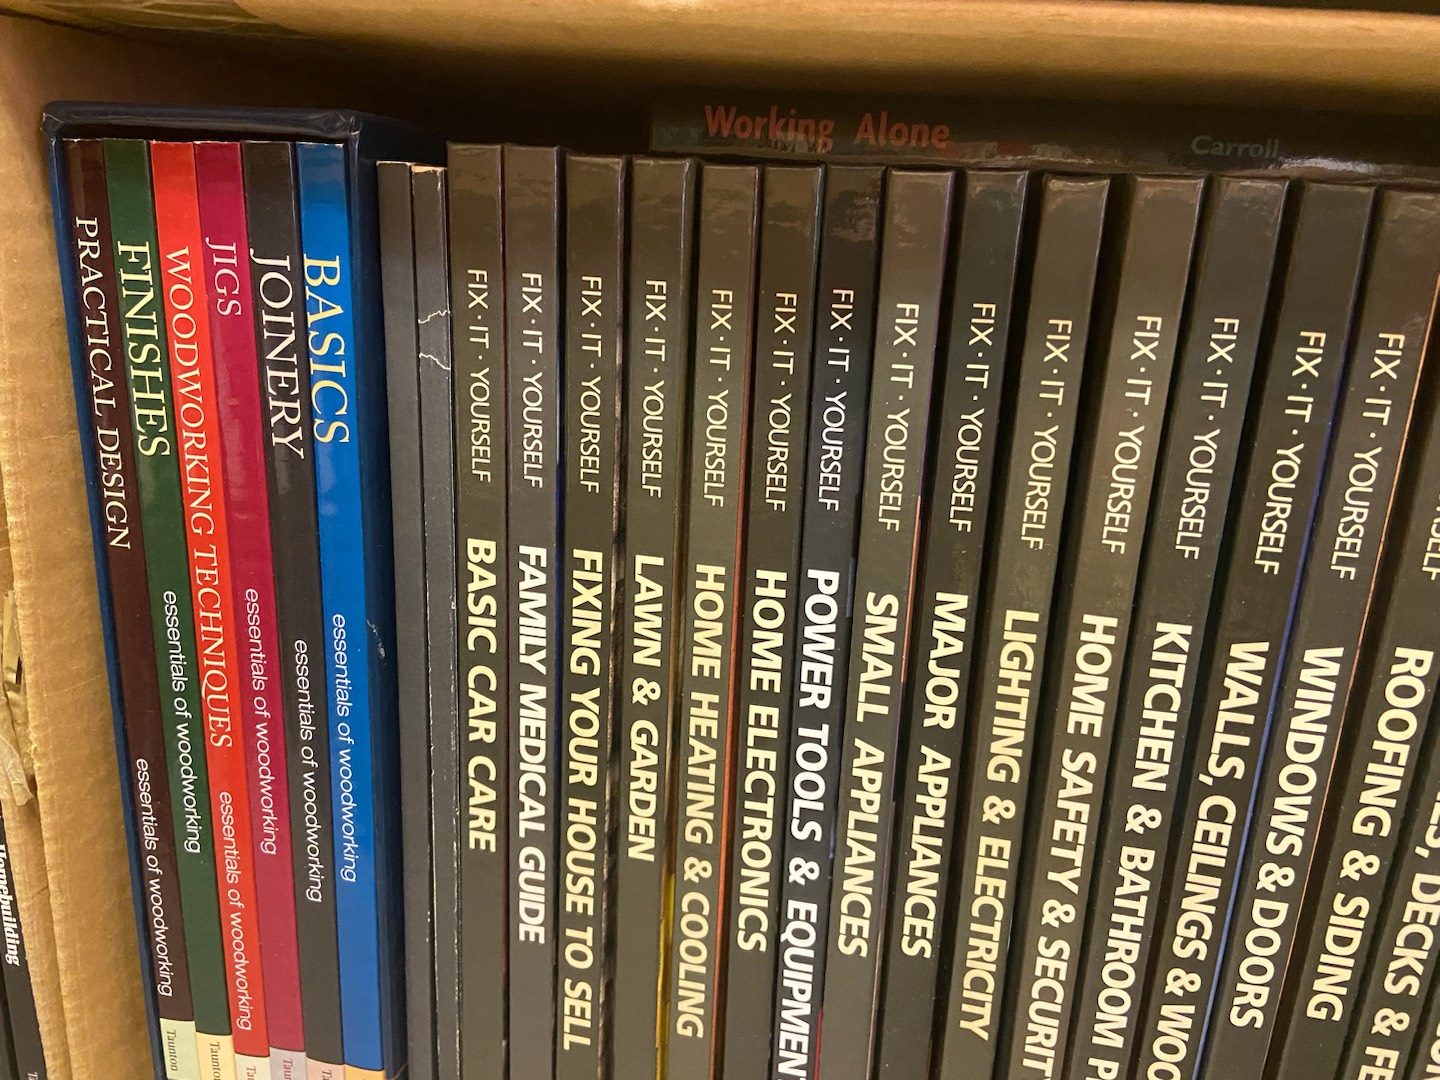 Working Alone Carroll
PRACTICAL DESIGN essentials of woodworking Taunton
FINISHES essentials of woodworking
WOODWORKING TECHNIQUES essentials of woodworking
JIGS essentials of woodworking
JOINERY essentials of woodworking
BASICS essentials of woodworking
FIX·IT·YOURSELF BASIC CAR CARE
FIX·IT·YOURSELF FAMILY MEDICAL GUIDE
FIX·IT·YOURSELF FIXING YOUR HOUSE TO SELL
FIX·IT·YOURSELF LAWN & GARDEN
FIX·IT·YOURSELF HOME HEATING & COOLING
FIX·IT·YOURSELF HOME ELECTRONICS
FIX·IT·YOURSELF POWER TOOLS & EQUIPMEN
FIX·IT·YOURSELF SMALL APPLIANCES
FIX·IT·YOURSELF MAJOR APPLIANCES
FIX·IT·YOURSELF LIGHTING & ELECTRICITY
FIX·IT·YOURSELF HOME SAFETY & SECURIT
FIX·IT·YOURSELF KITCHEN & BATHROOM P
FIX·IT·YOURSELF WALLS, CEILINGS & WOO
FIX·IT·YOURSELF WINDOWS & DOORS
FIX·IT·YOURSELF ROOFING & SIDING
DECKS & FE
Homebuilding